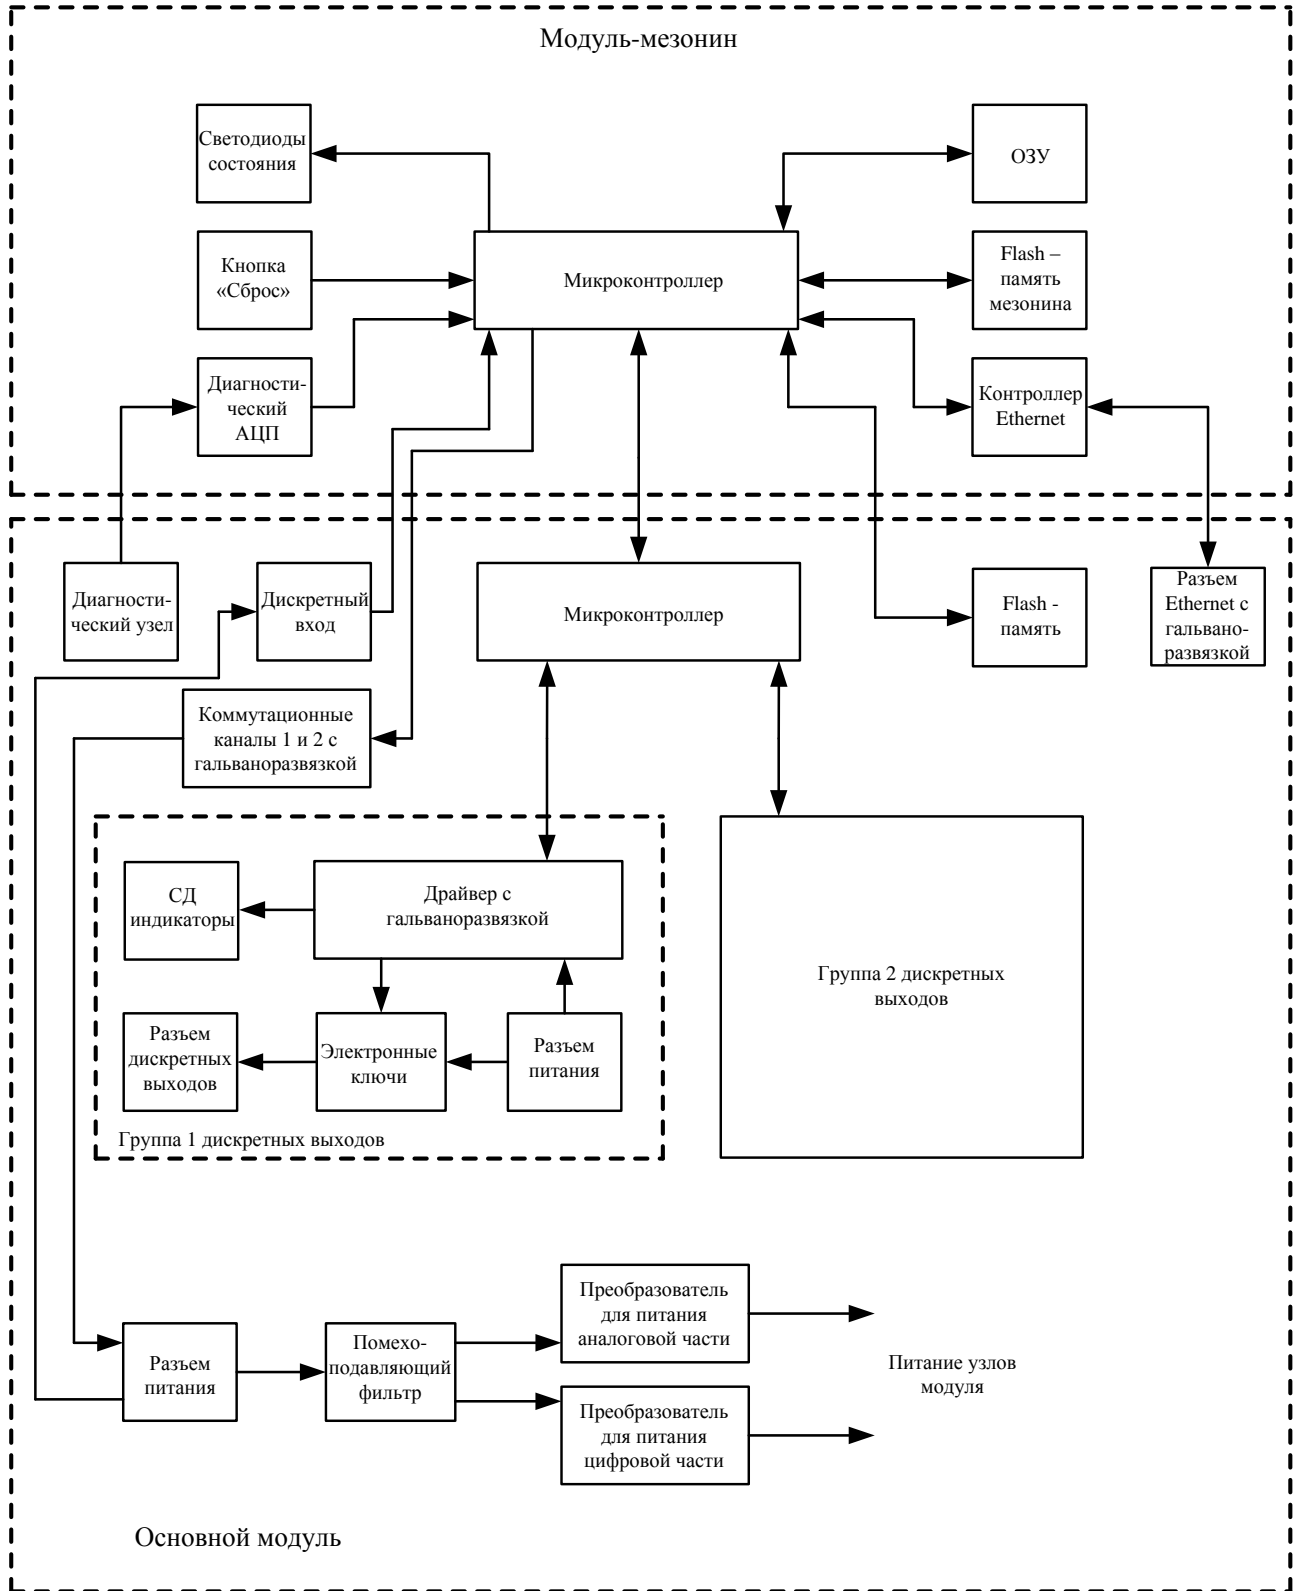 Модуль-мезонин
Светодиоды
состояния
ОЗУ
Кнопка
«Сброс»
Микроконтроллер
Flash –
память
мезонина
Диагности-
ческий
АЦП
Контроллер
Ethernet
Диагности-
ческий узел
Дискретный
вход
Микроконтроллер
Flash -
память
Разъем
Ethernet с
гальвано-
развязкой
Коммутационные
каналы 1 и 2 с
гальваноразвязкой
СД
индикаторы
Драйвер с
гальваноразвязкой
Группа 2 дискретных
выходов
Разъем
дискретных
выходов
Электронные
ключи
Разъем
питания
Группа 1 дискретных выходов
Преобразователь
для питания
аналоговой части
Разъем
питания
Помехо-
подавляющий
фильтр
Питание узлов
модуля
Преобразователь
для питания
цифровой части
Основной модуль